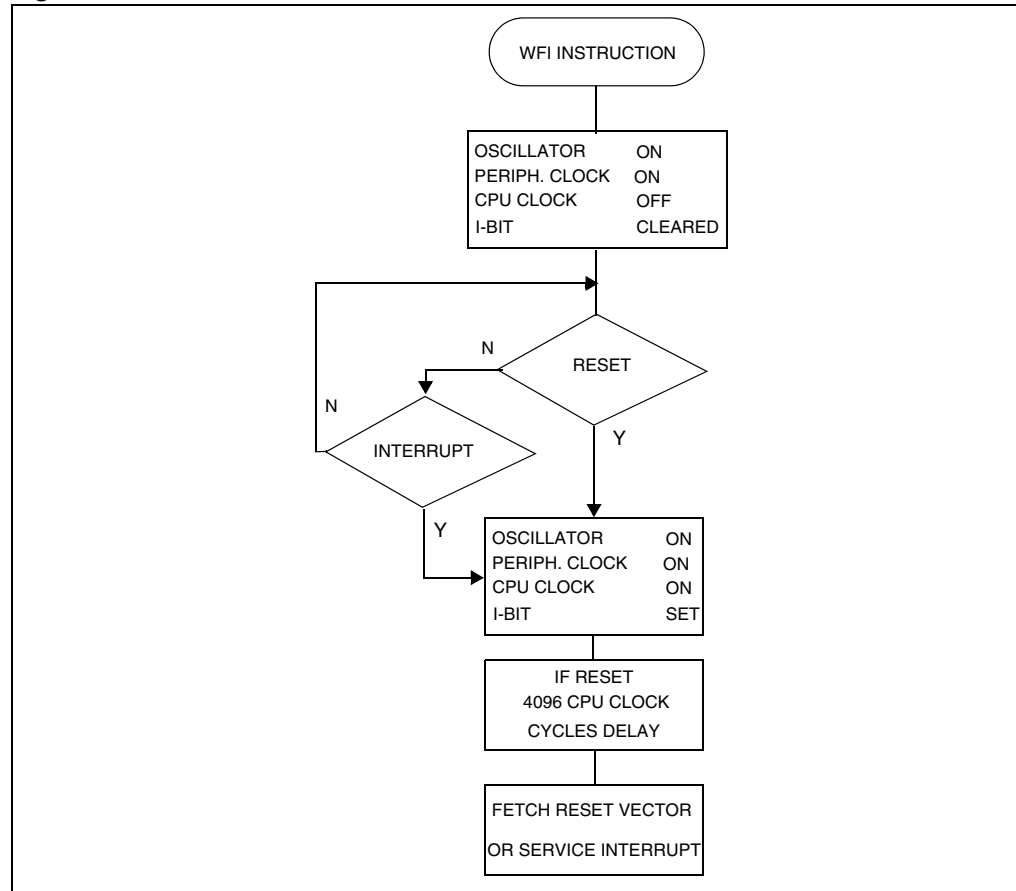 WFI INSTRUCTION
OSCILLATOR ON
PERIPH. CLOCK ON
CPU CLOCK OFF
I-BIT CLEARED
N
RESET
N
INTERRUPT
Y
Y
OSCILLATOR ON
PERIPH. CLOCK ON
CPU CLOCK ON
I-BIT SET
IF RESET
4096 CPU CLOCK
CYCLES DELAY
FETCH RESET VECTOR
OR SERVICE INTERRUPT